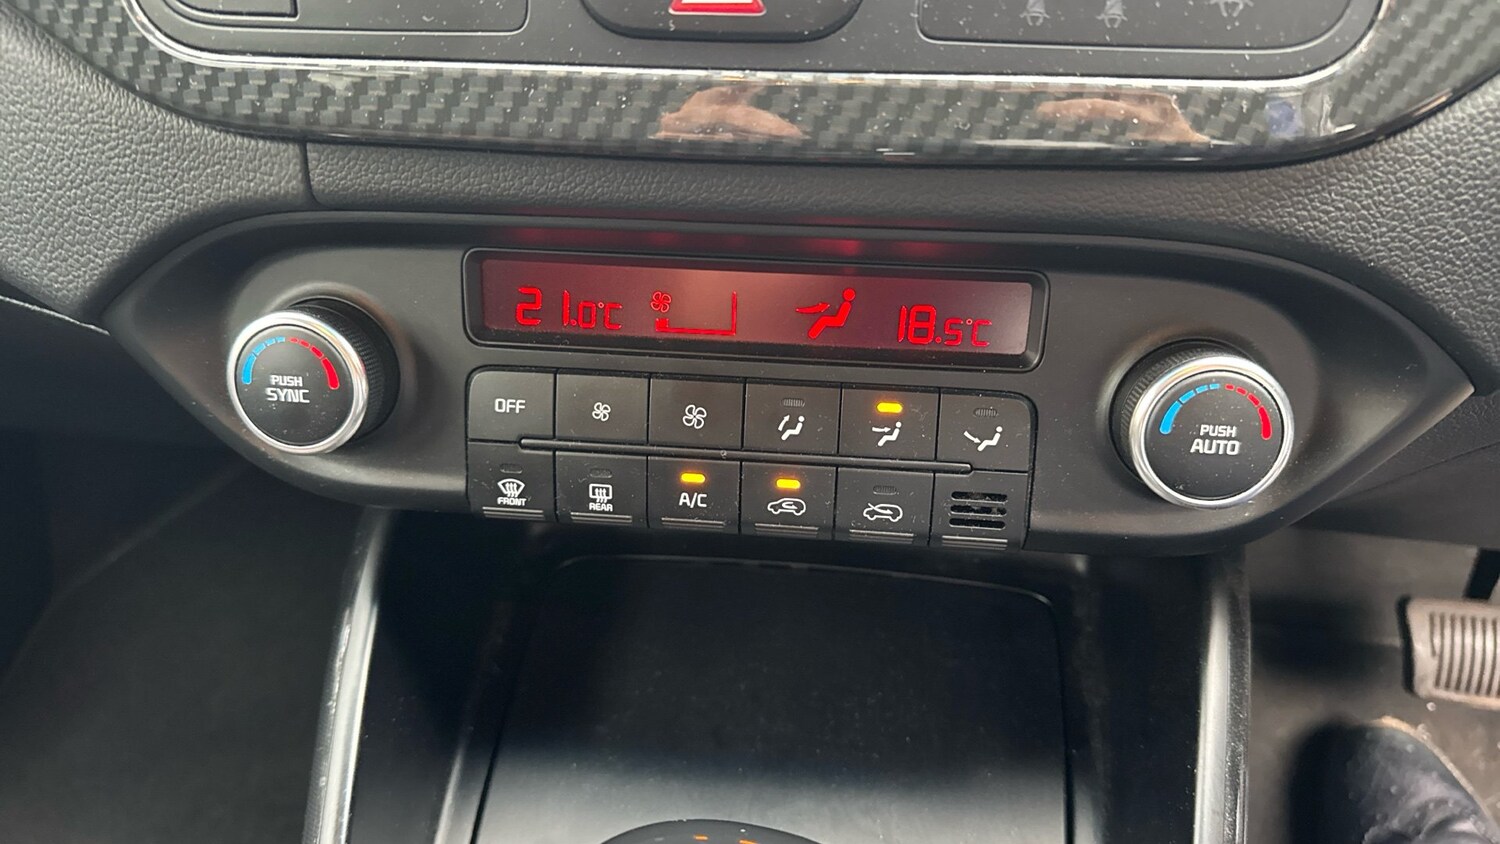 21.0°C 18.5°C
PUSH
SYNC
OFF
PUSH
AUTO
FRONT
REAR
A/C